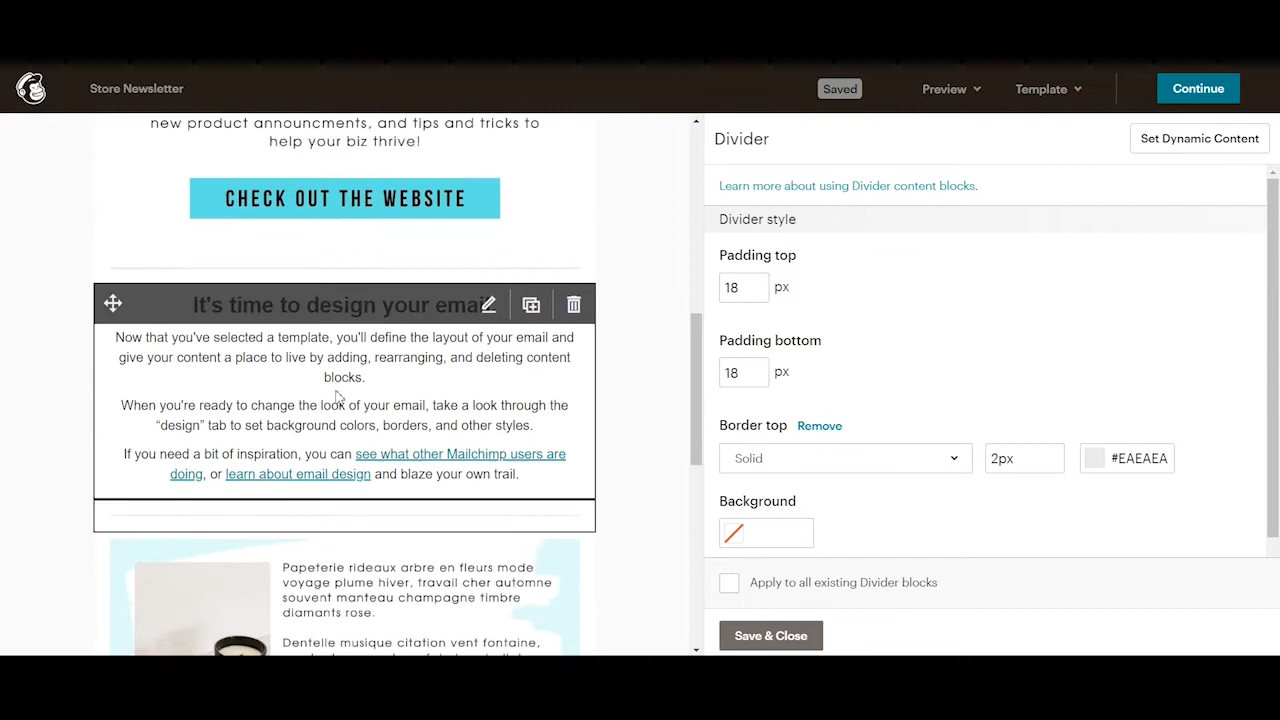 Store Newsletter
Saved
Preview
Template
Continue
new product announcments, and tips and tricks to
help your biz thrive!
CHECK OUT THE WEBSITE
It's time to design your email
Now that you've selected a template, you'll define the layout of your email and
give your content a place to live by adding, rearranging, and deleting content
blocks.
When you're ready to change the look of your email, take a look through the
“design” tab to set background colors, borders, and other styles.
If you need a bit of inspiration, you can see what other Mailchimp users are
doing, or learn about email design and blaze your own trail.
Papeterie rideaux arbre en fleurs mode
voyage plume hiver, travail cher automne
souvent manteau champagne timbre
diamants rose.
Dentelle musique citation vent fontaine,
Divider
Set Dynamic Content
Learn more about using Divider content blocks.
Divider style
Padding top
18 px
Padding bottom
18 px
Border top Remove
Solid 2px #EAEAEA
Background
Apply to all existing Divider blocks
Save & Close